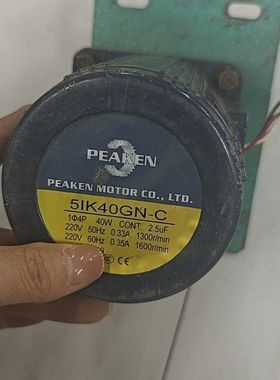 PEAKEN
PEAKEN MOTOR CO., LTD.
5IK40GN-C
1Φ4P 40W CONT. 2.5uF
220V 50Hz 0.33A 1300r/min
220V 60Hz 0.35A 1600r/min
CE